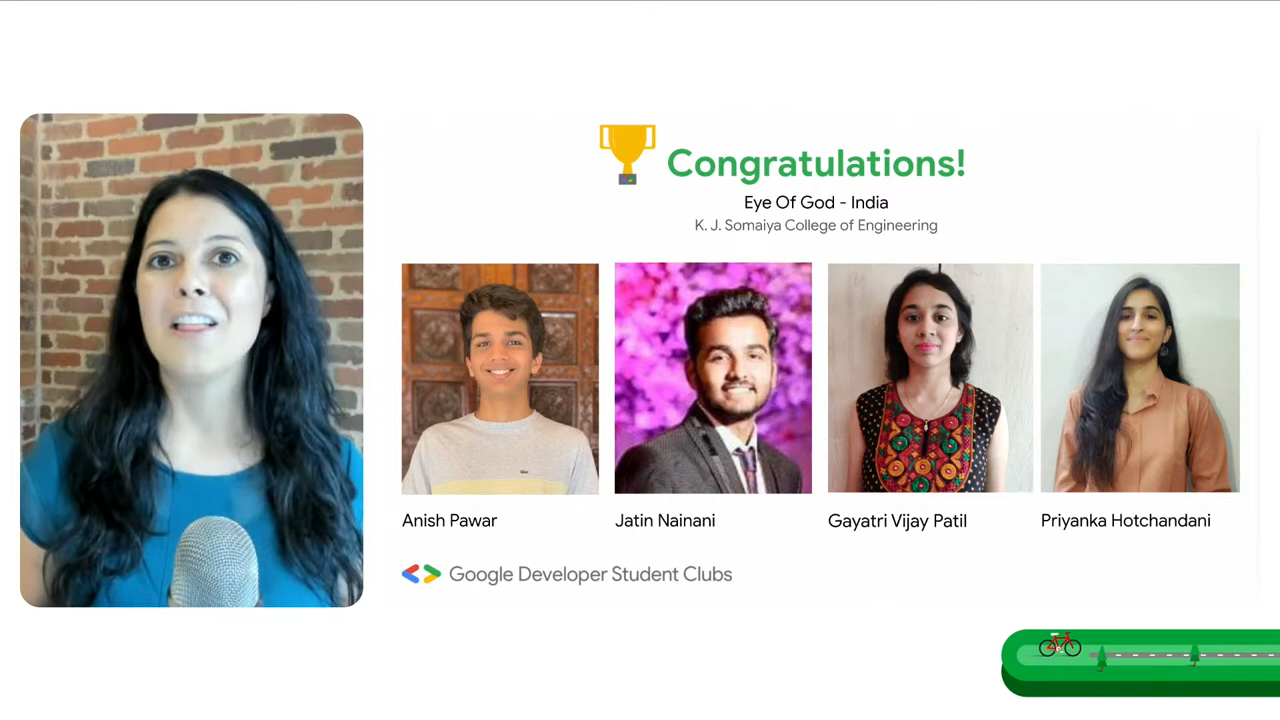 Congratulations!
Eye Of God - India
K. J. Somaiya College of Engineering
Anish Pawar
Jatin Nainani
Gayatri Vijay Patil
Priyanka Hotchandani
Google Developer Student Clubs